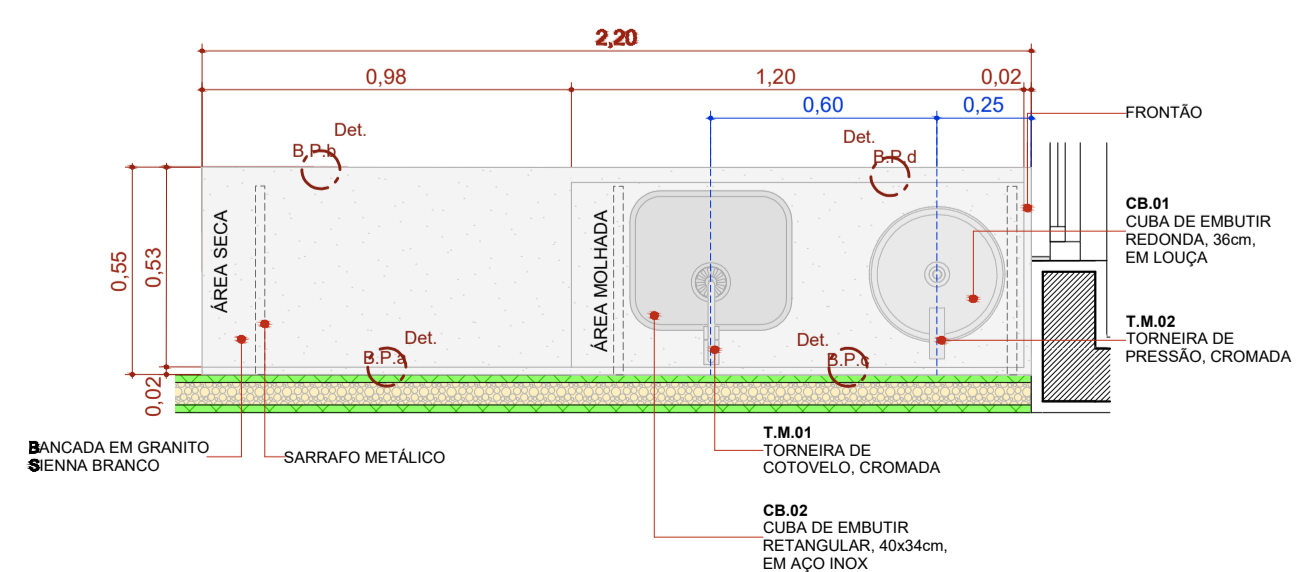 2,20
0,98
1,20
0,02
0,60
0,25
FRONTÃO
Det.
B.P.b
Det.
B.P.d
CB.01
CUBA DE EMBUTIR
REDONDA, 36cm,
EM LOUÇA
ÁREA SECA
ÁREA MOLHADA
0,55
0,53
0,02
Det.
B.P.a
Det.
B.P.c
T.M.02
TORNEIRA DE
PRESSÃO, CROMADA
BANCADA EM GRANITO
SIENNA BRANCO
SARRAFO METÁLICO
T.M.01
TORNEIRA DE
COTOVELO, CROMADA
CB.02
CUBA DE EMBUTIR
RETANGULAR, 40x34cm,
EM AÇO INOX